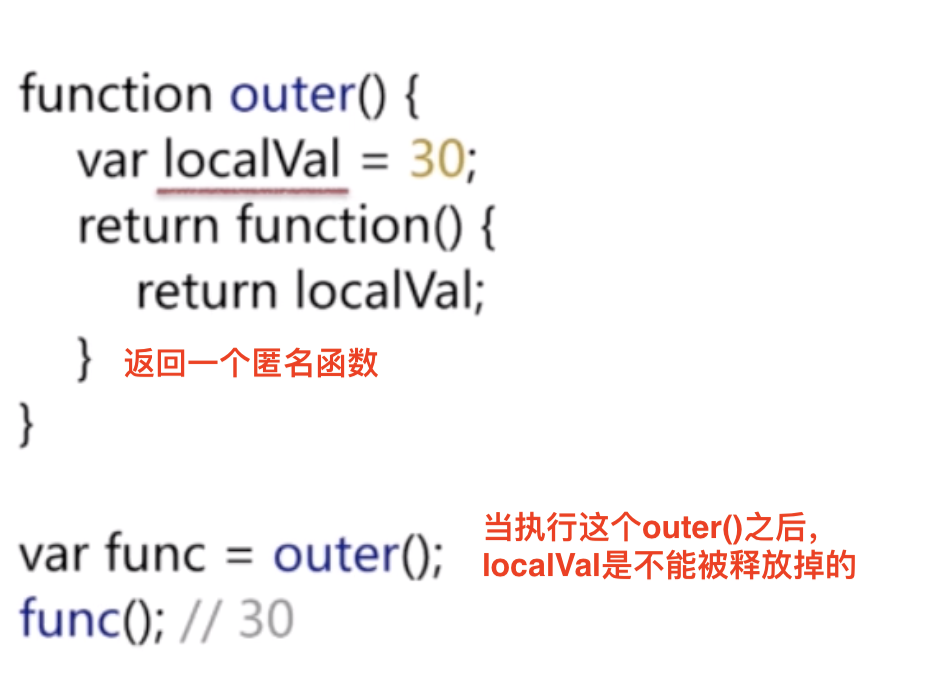 function outer() {
var localVal = 30;
return function() {
return localVal;
} 返回一个匿名函数
}
当执行这个outer()之后，
var func = outer();
localVal是不能被释放掉的
func(); // 30